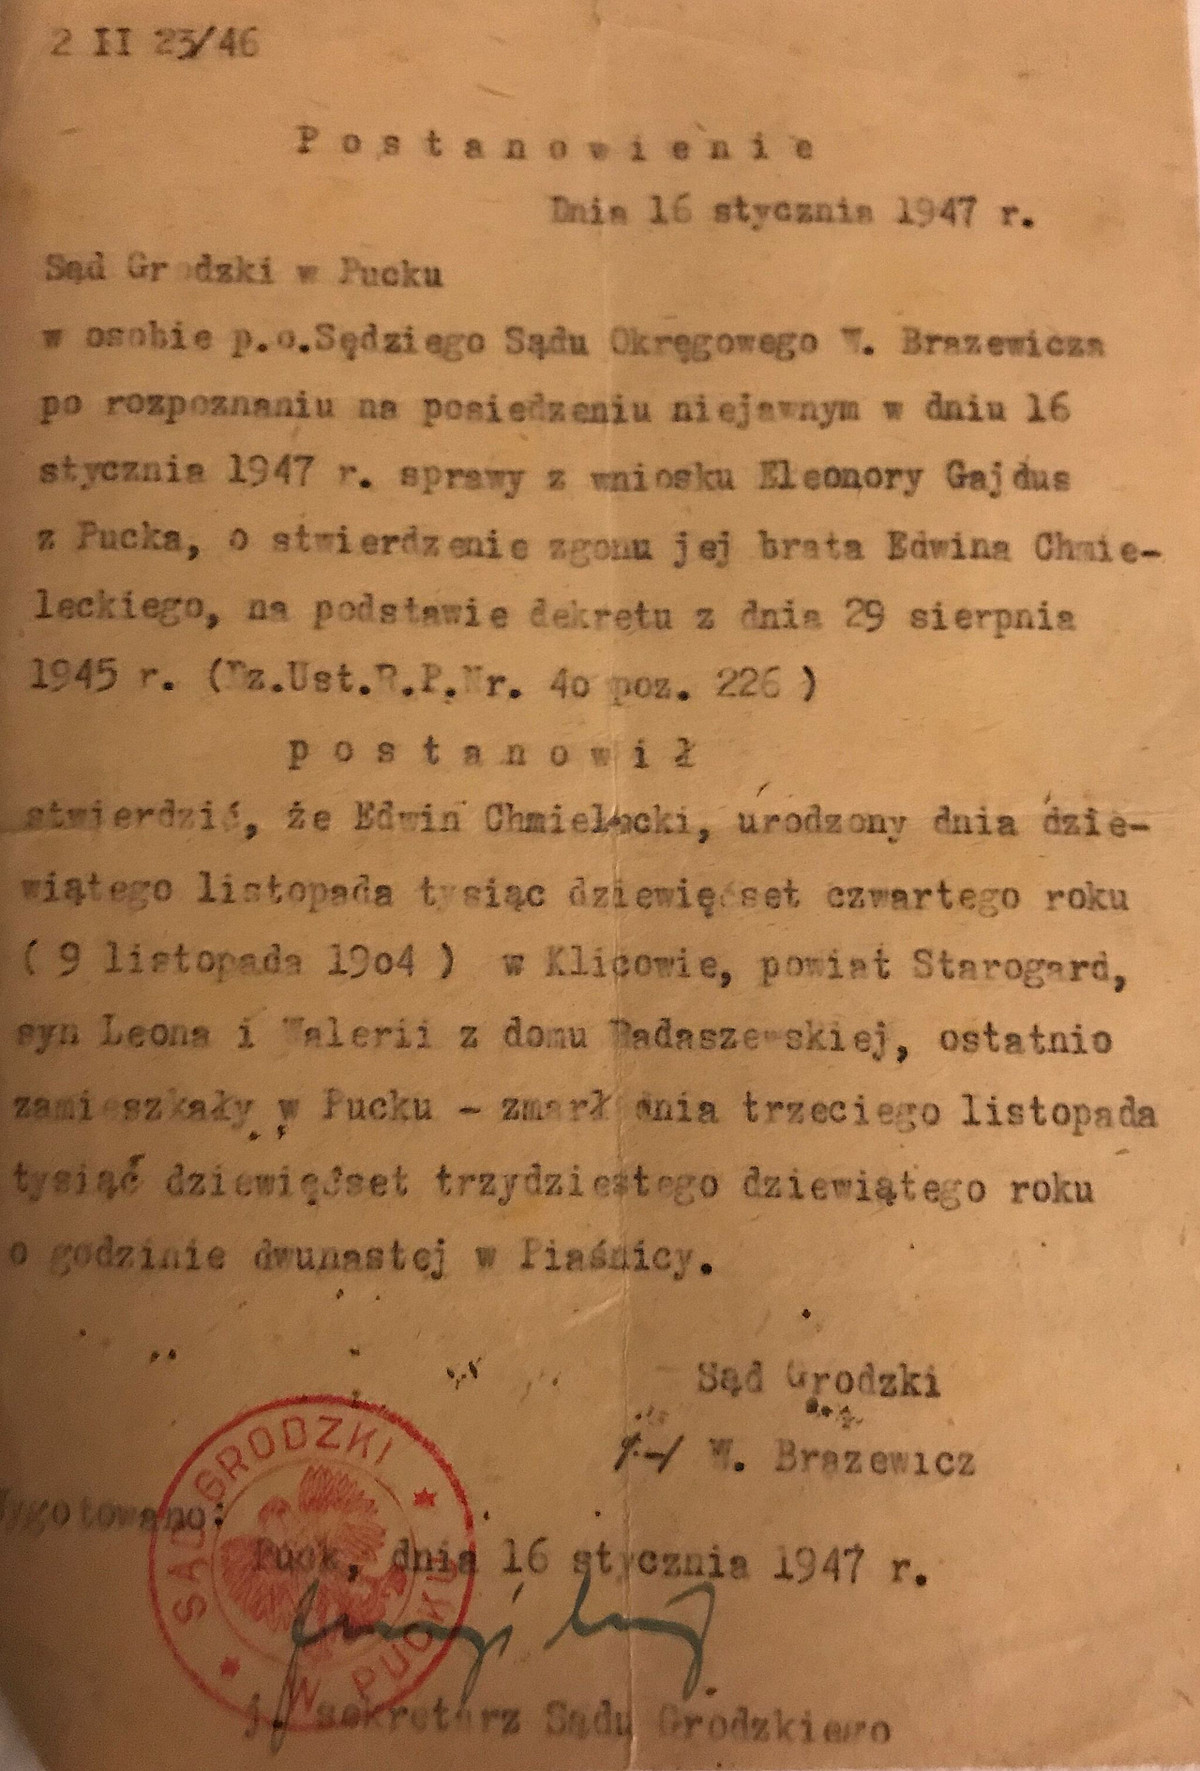 2 II 23/46
Postanowienie
Dnia 16 stycznia 1947 r.
Sąd Grodzki w Pucku
w osobie p.o.Sędziego Sądu Okręgowego W. Brazewicza
po rozpoznaniu na posiedzeniu niejawnym w dniu 16
stycznia 1947 r. sprawy z wniosku Eleonory Gajdus
z Pucka, o stwierdzenie zgonu jej brata Edwina Chmie-
leckiego, na podstawie dekretu z dnia 29 sierpnia
1945 r. (Dz.Ust.R.P.Nr. 4o poz. 226 )
postanowił
stwierdzić, że Edwin Chmielecki, urodzony dnia dzie-
wiątego listopada tysiąc dziewięćset czwartego roku
( 9 listopada 19o4 ) w Klicowie, powiat Starogard,
syn Leona i Walerii z domu Radaszewskiej, ostatnio
zamieszkały w Pucku - zmarł dnia trzeciego listopada
tysiąc dziewięćset trzydziestego dziewiątego roku
o godzinie dwunastej w Piaśnicy.
Sąd Grodzki
/-/ W. Brazewicz
Wygotowano:
Puck, dnia 16 stycznia 1947 r.
j. sekretarz Sądu Grodzkiego
SĄD GRODZKI
W PUCKU